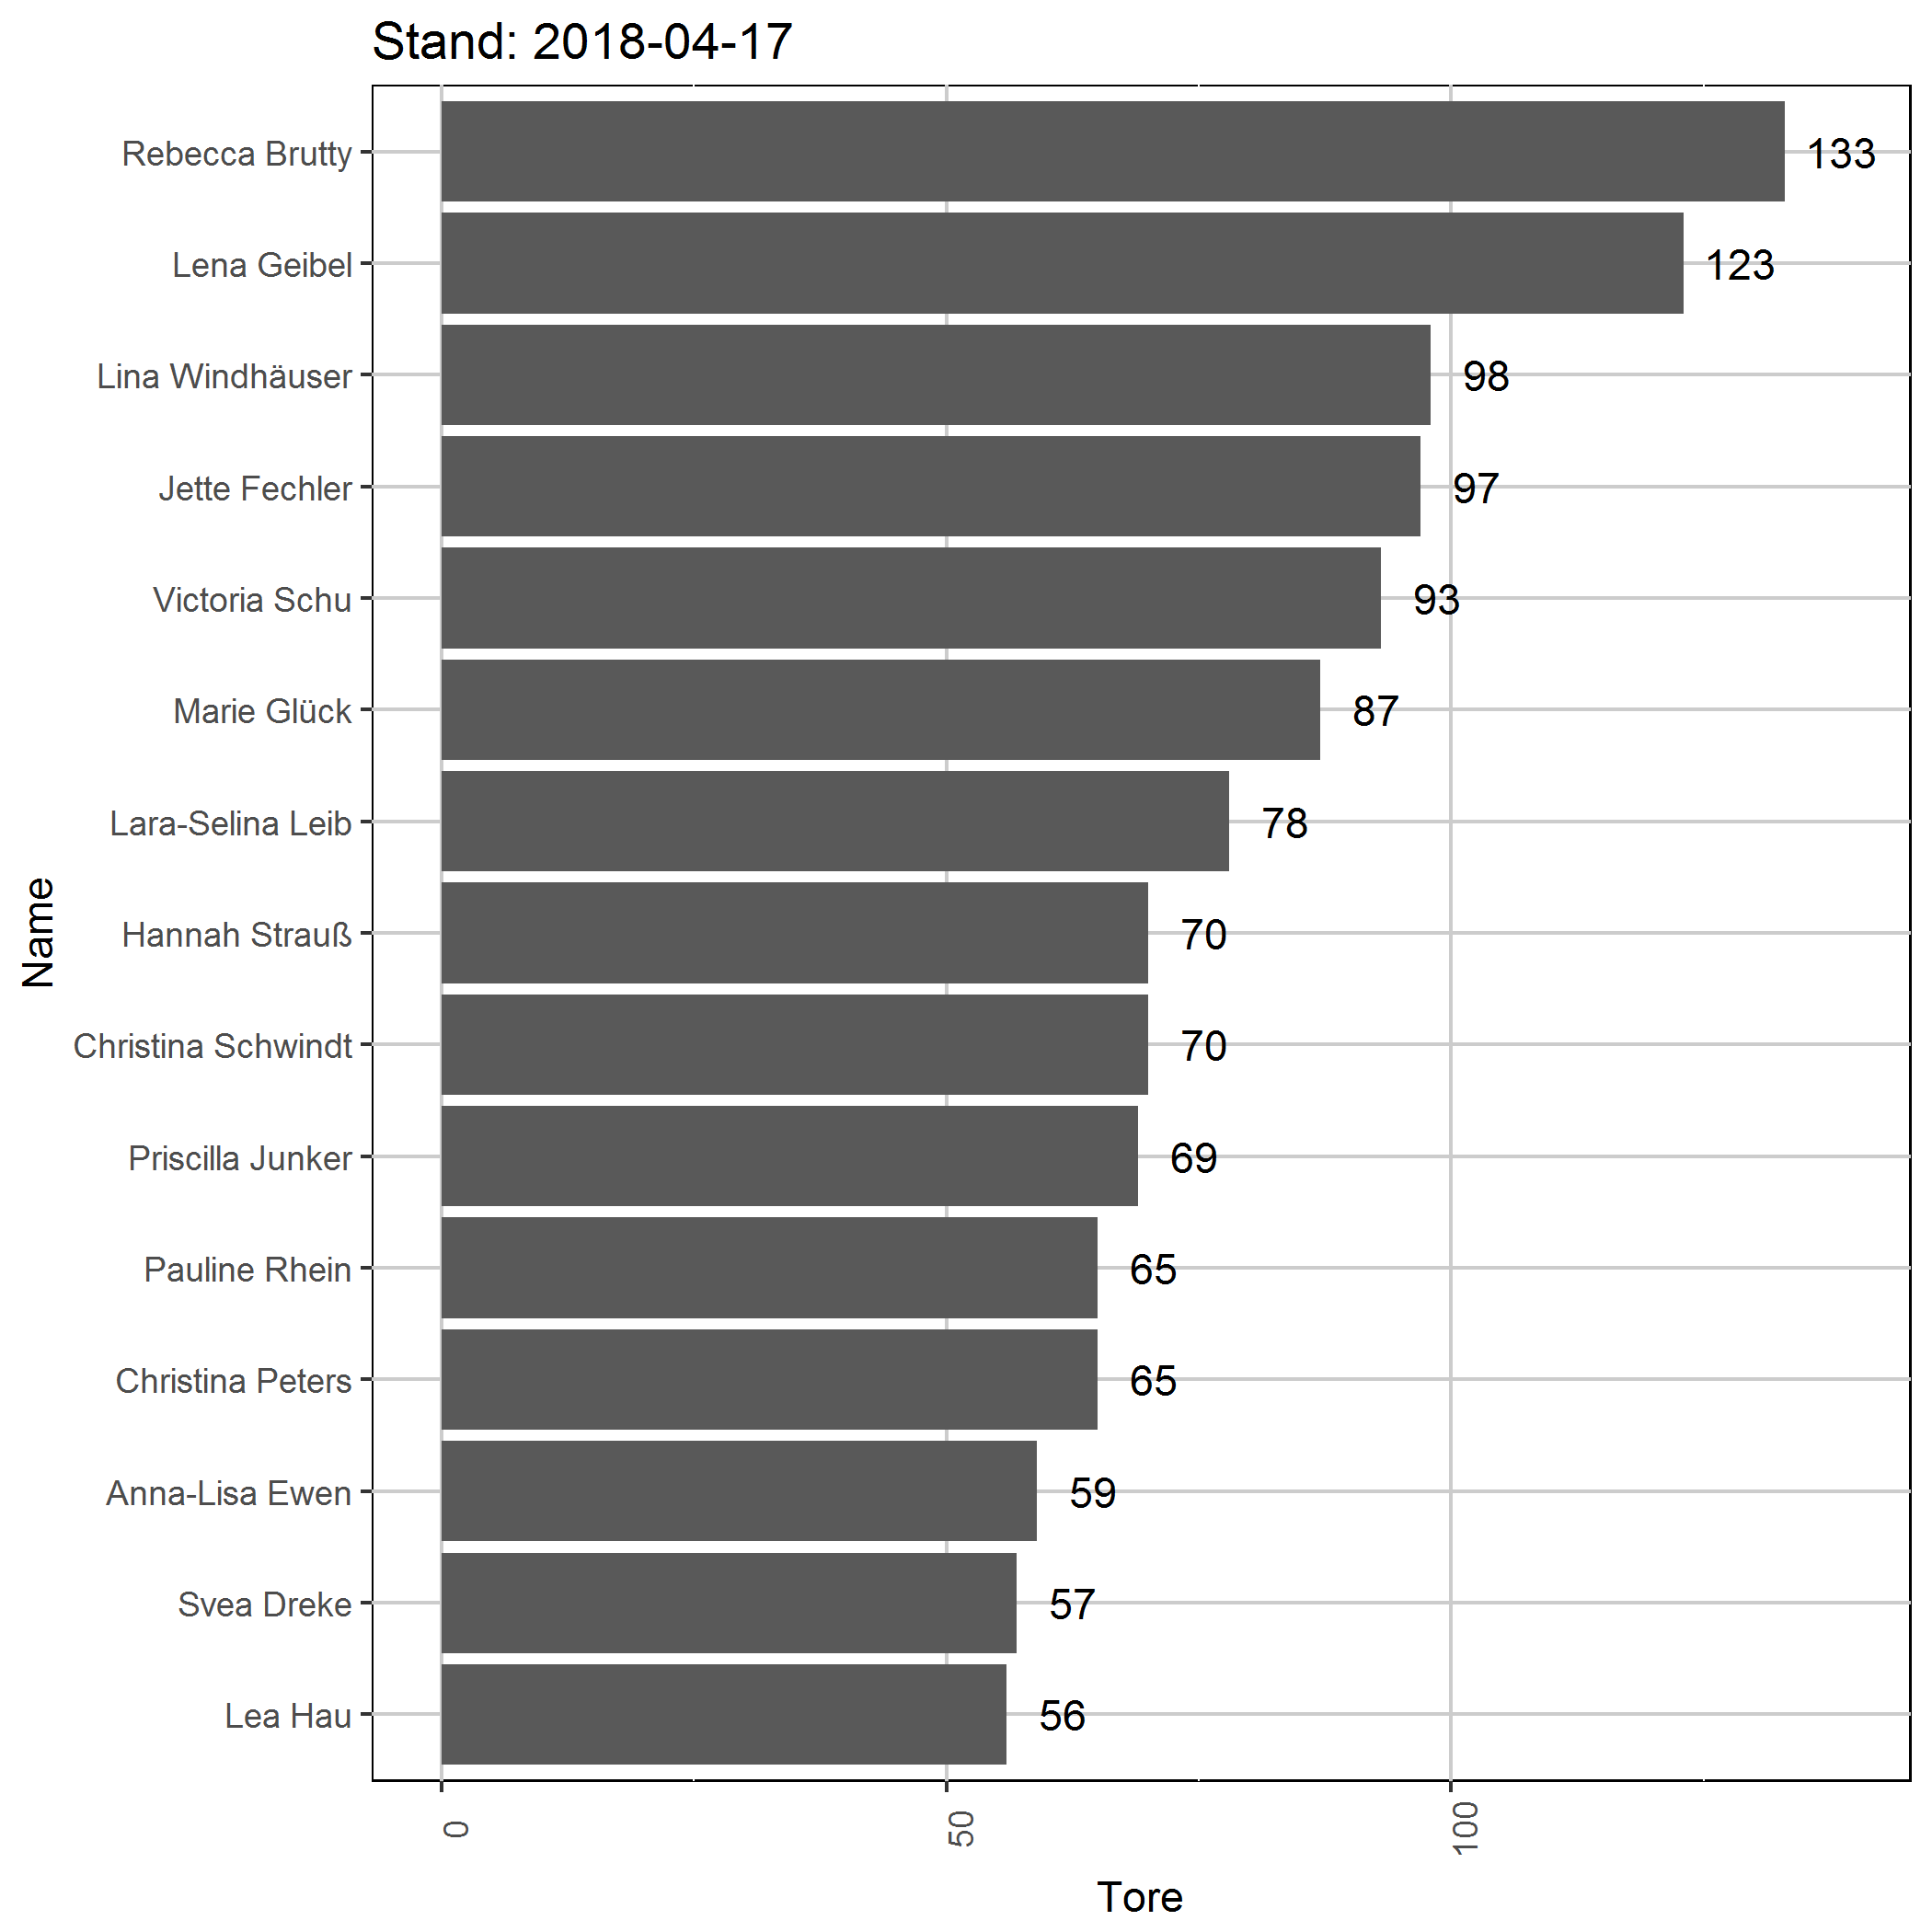 Stand: 2018-04-17
Rebecca Brutty 133
Lena Geibel 123
Lina Windhäuser 98
Jette Fechler 97
Victoria Schu 93
Marie Glück 87
Lara-Selina Leib 78
Hannah Strauß 70
Christina Schwindt 70
Priscilla Junker 69
Pauline Rhein 65
Christina Peters 65
Anna-Lisa Ewen 59
Svea Dreke 57
Lea Hau 56
Name
0 50 100
Tore